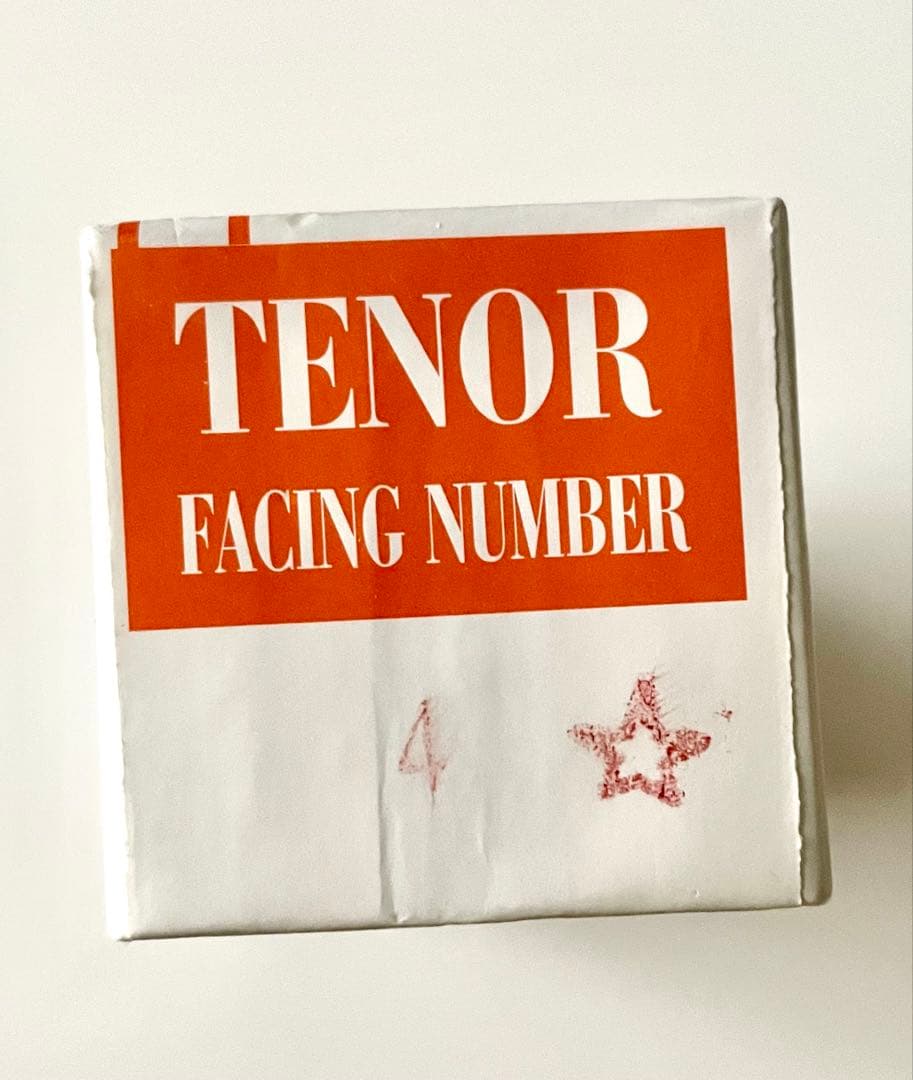 TENOR
FACING NUMBER
4 ☆